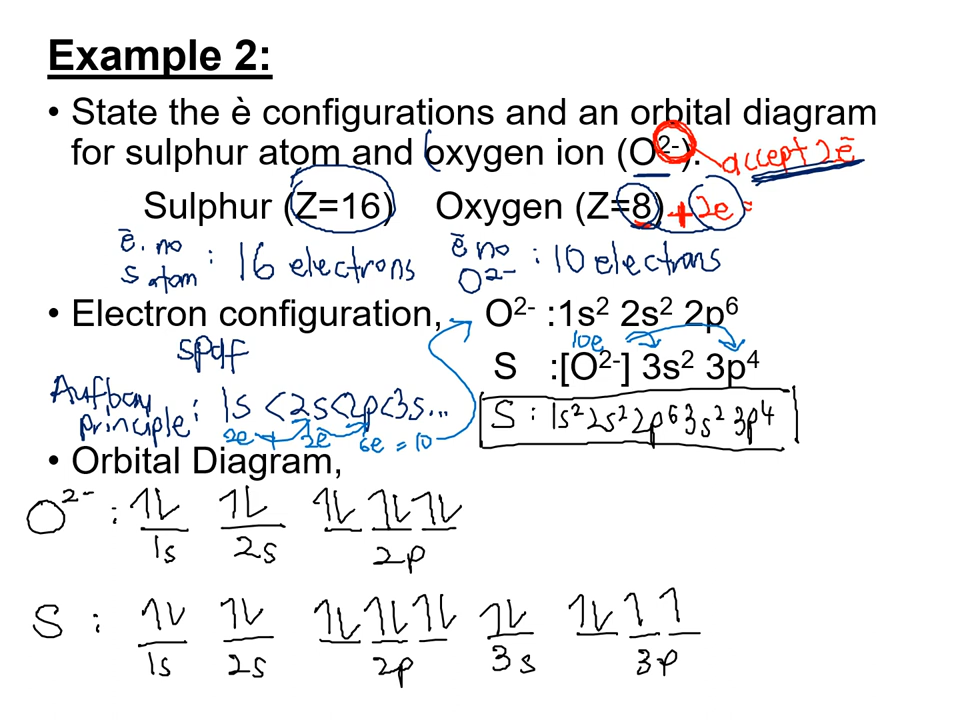 Example 2:
• State the è configurations and an orbital diagram
for sulphur atom and oxygen ion (O²⁻).
accept 2ē
Sulphur (Z=16) Oxygen (Z=8) + 2e =
ē. no
S atom : 16 electrons
ē no
O²⁻ : 10 electrons
• Electron configuration, O²⁻ :1s² 2s² 2p⁶
spdf
10e
S :[O²⁻] 3s² 3p⁴
Aufbau
principle : 1s <2s<2p<3s...
2e + 3e 6e = 10
S : 1s² 2s² 2p⁶ 3s² 3p⁴
• Orbital Diagram,
O²⁻ : ↿⇂ ↿⇂ ↿⇂ ↿⇂ ↿⇂
1s 2s 2p
S : ↿⇂ ↿⇂ ↿⇂ ↿⇂ ↿⇂ ↿⇂ ↿⇂ ↿ ↿
1s 2s 2p 3s 3p